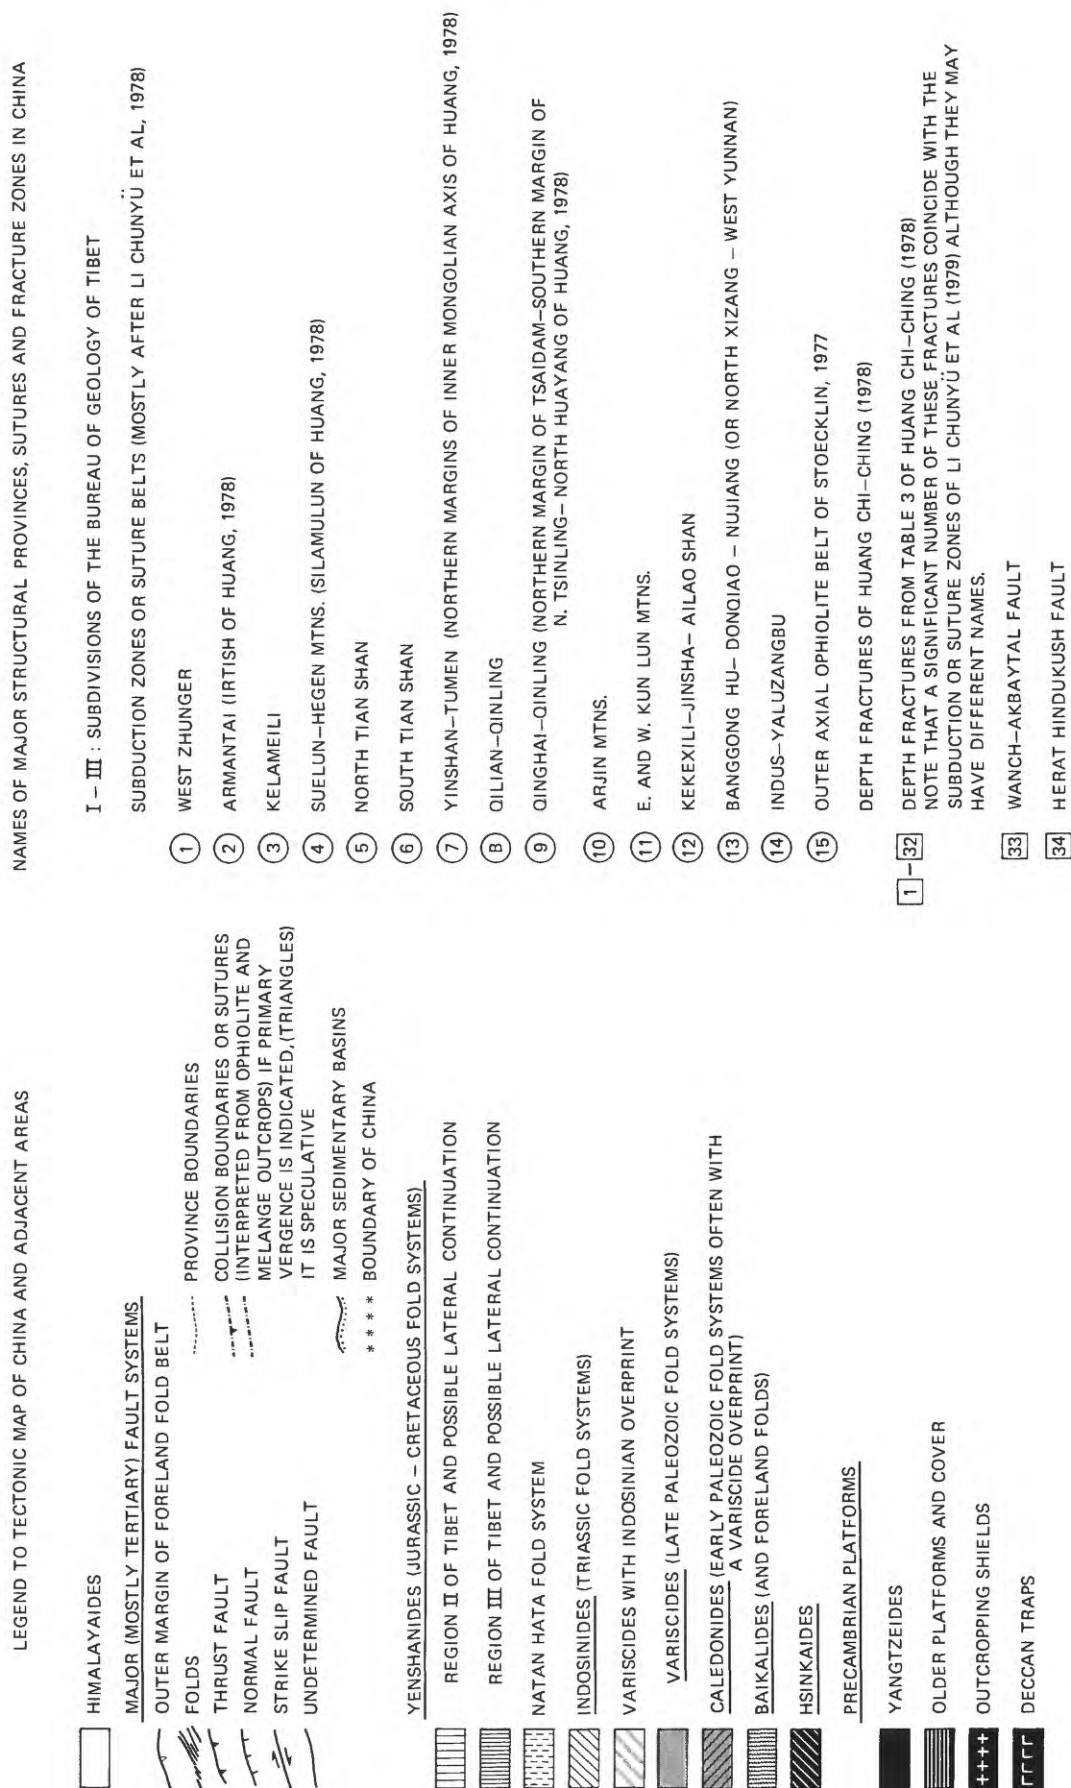 LEGEND TO TECTONIC MAP OF CHINA AND ADJACENT AREAS
HIMALAYAIDES
MAJOR (MOSTLY TERTIARY) FAULT SYSTEMS
OUTER MARGIN OF FORELAND FOLD BELT
FOLDS
THRUST FAULT
NORMAL FAULT
STRIKE SLIP FAULT
UNDETERMINED FAULT
PROVINCE BOUNDARIES
COLLISION BOUNDARIES OR SUTURES
(INTERPRETED FROM OPHIOLITE AND
MELANGE OUTCROPS) IF PRIMARY
VERGENCE IS INDICATED,(TRIANGLES)
IT IS SPECULATIVE
MAJOR SEDIMENTARY BASINS
**** BOUNDARY OF CHINA
YENSHANIDES (JURASSIC – CRETACEOUS FOLD SYSTEMS)
REGION II OF TIBET AND POSSIBLE LATERAL CONTINUATION
REGION III OF TIBET AND POSSIBLE LATERAL CONTINUATION
NATAN HATA FOLD SYSTEM
INDOSINIDES (TRIASSIC FOLD SYSTEMS)
VARISCIDES WITH INDOSINIAN OVERPRINT
VARISCIDES (LATE PALEOZOIC FOLD SYSTEMS)
CALEDONIDES (EARLY PALEOZOIC FOLD SYSTEMS OFTEN WITH
A VARISCIDE OVERPRINT)
BAIKALIDES (AND FORELAND FOLDS)
HSINKAIDES
PRECAMBRIAN PLATFORMS
YANGTZEIDES
OLDER PLATFORMS AND COVER
OUTCROPPING SHIELDS
DECCAN TRAPS
NAMES OF MAJOR STRUCTURAL PROVINCES, SUTURES AND FRACTURE ZONES IN CHINA
I – III : SUBDIVISIONS OF THE BUREAU OF GEOLOGY OF TIBET
SUBDUCTION ZONES OR SUTURE BELTS (MOSTLY AFTER LI CHUNYÜ ET AL, 1978)
1 WEST ZHUNGER
2 ARMANTAI (IRTISH OF HUANG, 1978)
3 KELAMEILI
4 SUELUN–HEGEN MTNS. (SILAMULUN OF HUANG, 1978)
5 NORTH TIAN SHAN
6 SOUTH TIAN SHAN
7 YINSHAN–TUMEN (NORTHERN MARGINS OF INNER MONGOLIAN AXIS OF HUANG, 1978)
8 QILIAN–QINLING
9 QINGHAI–QINLING (NORTHERN MARGIN OF TSAIDAM–SOUTHERN MARGIN OF
N. TSINLING– NORTH HUAYANG OF HUANG, 1978)
10 ARJIN MTNS.
11 E. AND W. KUN LUN MTNS.
12 KEKEXILI–JINSHA– AILAO SHAN
13 BANGGONG HU– DONQIAO – NUJIANG (OR NORTH XIZANG – WEST YUNNAN)
14 INDUS–YALUZANGBU
15 OUTER AXIAL OPHIOLITE BELT OF STOECKLIN, 1977
DEPTH FRACTURES OF HUANG CHI–CHING (1978)
1 – 32 DEPTH FRACTURES FROM TABLE 3 OF HUANG CHI–CHING (1978)
NOTE THAT A SIGNIFICANT NUMBER OF THESE FRACTURES COINCIDE WITH THE
SUBDUCTION OR SUTURE ZONES OF LI CHUNYÜ ET AL (1979) ALTHOUGH THEY MAY
HAVE DIFFERENT NAMES.
33 WANCH–AKBAYTAL FAULT
34 HERAT HINDUKUSH FAULT